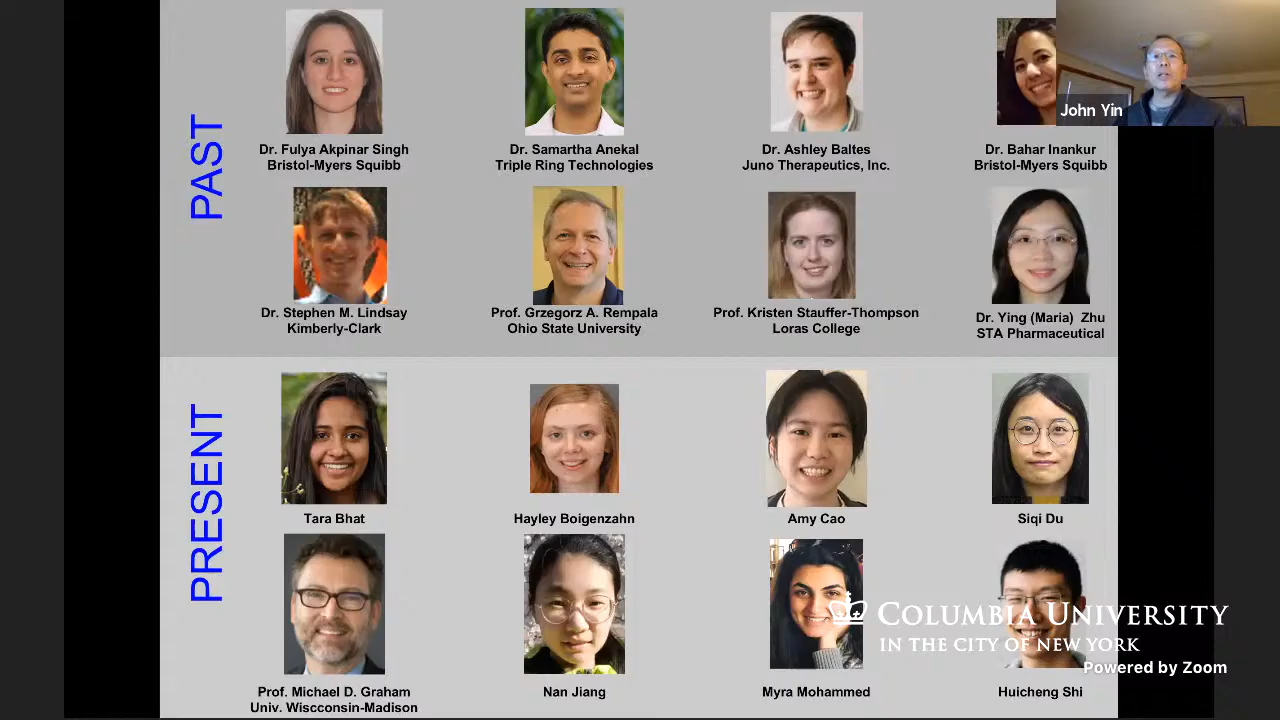 PAST
Dr. Fulya Akpinar Singh
Bristol-Myers Squibb
Dr. Samartha Anekal
Triple Ring Technologies
Dr. Ashley Baltes
Juno Therapeutics, Inc.
Dr. Bahar Inankur
Bristol-Myers Squibb
John Yin
Dr. Stephen M. Lindsay
Kimberly-Clark
Prof. Grzegorz A. Rempala
Ohio State University
Prof. Kristen Stauffer-Thompson
Loras College
Dr. Ying (Maria) Zhu
STA Pharmaceutical
PRESENT
Tara Bhat
Hayley Boigenzahn
Amy Cao
Siqi Du
Prof. Michael D. Graham
Univ. Wiscconsin-Madison
Nan Jiang
Myra Mohammed
Huicheng Shi
COLUMBIA UNIVERSITY
IN THE CITY OF NEW YORK
Powered by Zoom